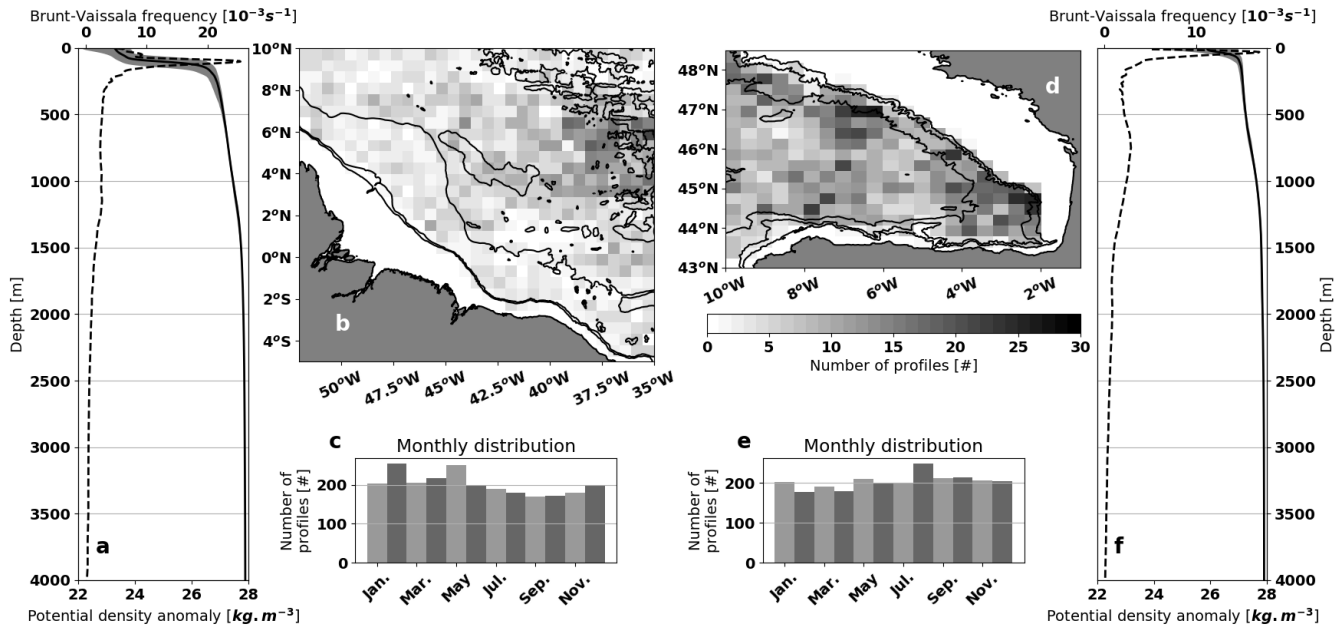 Brunt-Vaissala frequency [10⁻³s⁻¹]
0 10 20
0
500
1000
1500
2000
2500
3000
3500
4000
Depth [m]
a
22 24 26 28
Potential density anomaly [kg.m⁻³]
10°N
8°N
6°N
4°N
2°N
0°N
2°S
4°S
b
50°W 47.5°W 45°W 42.5°W 40°W 37.5°W 35°W
c
Monthly distribution
Number of
profiles [#]
200
100
0
Jan. Mar. May Jul. Sep. Nov.
48°N
47°N
46°N
45°N
44°N
43°N
d
10°W 8°W 6°W 4°W 2°W
0 5 10 15 20 25 30
Number of profiles [#]
e
Monthly distribution
Number of
profiles [#]
200
100
0
Jan. Mar. May Jul. Sep. Nov.
Brunt-Vaissala frequency [10⁻³s⁻¹]
0 10
0
500
1000
1500
2000
2500
3000
3500
4000
Depth [m]
f
22 24 26 28
Potential density anomaly [kg.m⁻³]